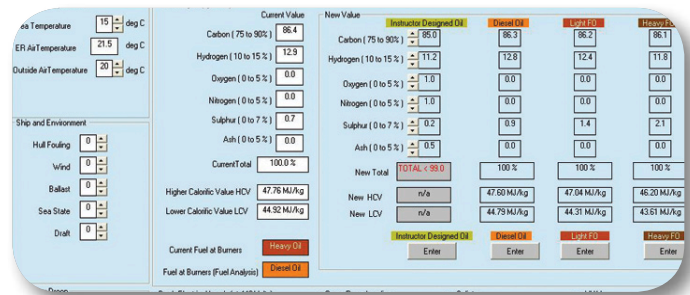 Current Value
New Value
Instructor Designed Oil Diesel Oil Light FO Heavy FO
Temperature 15 deg C
ER AirTemperature 21.5 deg C
Outside AirTemperature 20 deg C
Carbon ( 75 to 90% ) 86.4
Carbon ( 75 to 90% ) 85.0 86.3 86.2 86.1
Hydrogen ( 10 to 15 % ) 12.9
Hydrogen ( 10 to 15 % ) 11.2 12.8 12.4 11.8
Oxygen ( 0 to 5 % ) 0.0
Oxygen ( 0 to 5 % ) 1.0 0.0 0.0 0.0
Nitrogen ( 0 to 5 % ) 0.0
Nitrogen ( 0 to 5 % ) 1.0 0.0 0.0 0.0
Sulphur ( 0 to 7 % ) 0.7
Sulphur ( 0 to 7 % ) 0.2 0.9 1.4 2.1
Ash ( 0 to 5 % ) 0.0
Ash ( 0 to 5 % ) 0.5 0.0 0.0 0.0
CurrentTotal 100.0 %
New Total TOTAL < 99.0 100 % 100 % 100 %
Higher Calorific Value HCV 47.76 MJ/kg
New HCV n/a 47.60 MJ/kg 47.04 MJ/kg 46.20 MJ/kg
Lower Calorific Value LCV 44.92 MJ/kg
New LCV n/a 44.79 MJ/kg 44.31 MJ/kg 43.61 MJ/kg
Ship and Environment
Hull Fouling 0
Wind 0
Ballast 0
Sea State 0
Draft 0
Current Fuel at Burners Heavy Oil
Fuel at Burners (Fuel Analysis) Diesel Oil
Instructor Designed Oil Diesel Oil Light FO Heavy FO
Enter Enter Enter Enter